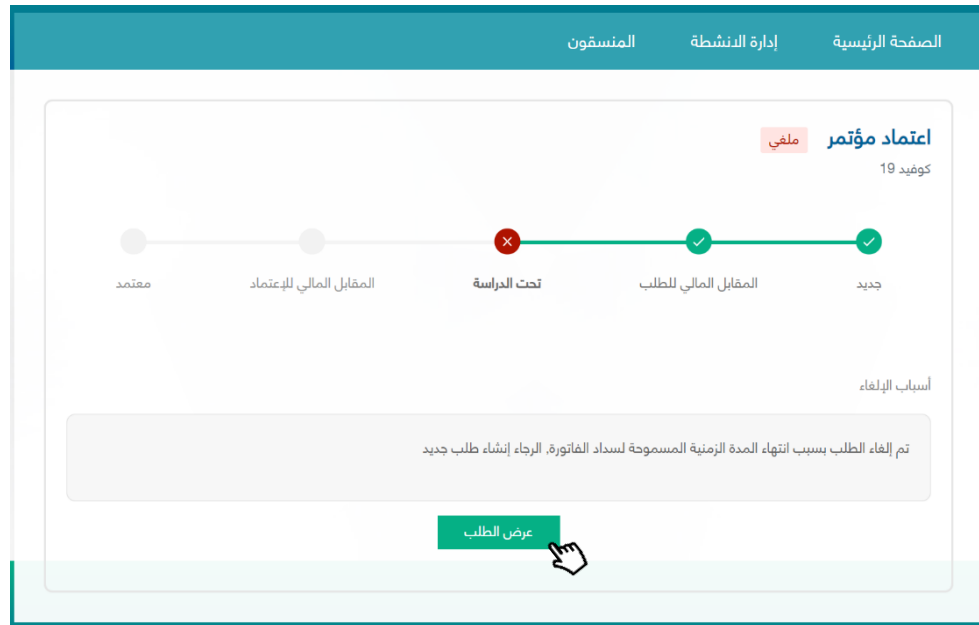 الصفحة الرئيسية إدارة الانشطة المنسقون
اعتماد مؤتمر ملغي
كوفيد 19
جديد المقابل المالي للطلب تحت الدراسة المقابل المالي للإعتماد معتمد
أسباب الإلغاء
تم إلغاء الطلب بسبب انتهاء المدة الزمنية المسموحة لسداد الفاتورة, الرجاء إنشاء طلب جديد
عرض الطلب